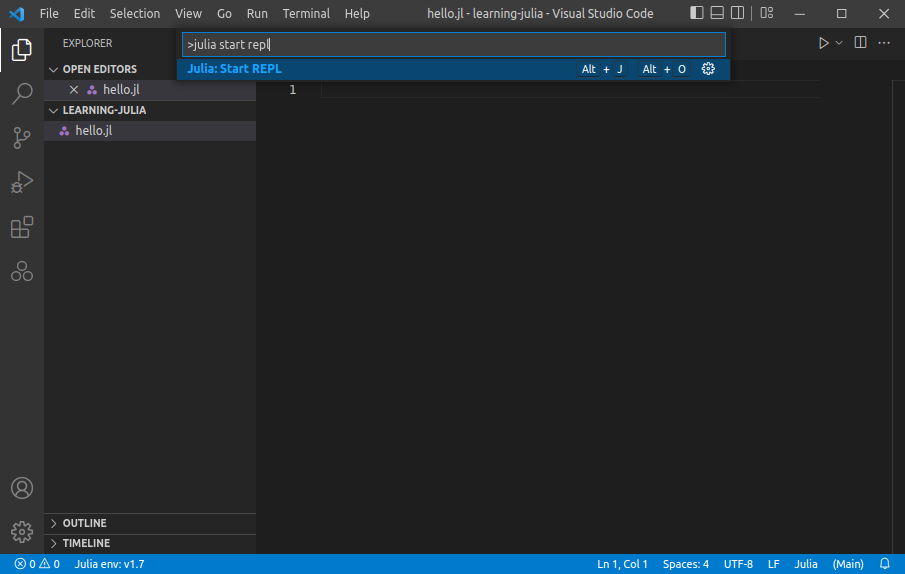 File Edit Selection View Go Run Terminal Help hello.jl - learning-julia - Visual Studio Code
EXPLORER
>julia start repl
Julia: Start REPL Alt + J Alt + O
OPEN EDITORS
hello.jl
LEARNING-JULIA
hello.jl
1
OUTLINE
TIMELINE
0 0 Julia env: v1.7 Ln 1, Col 1 Spaces: 4 UTF-8 LF Julia (Main)